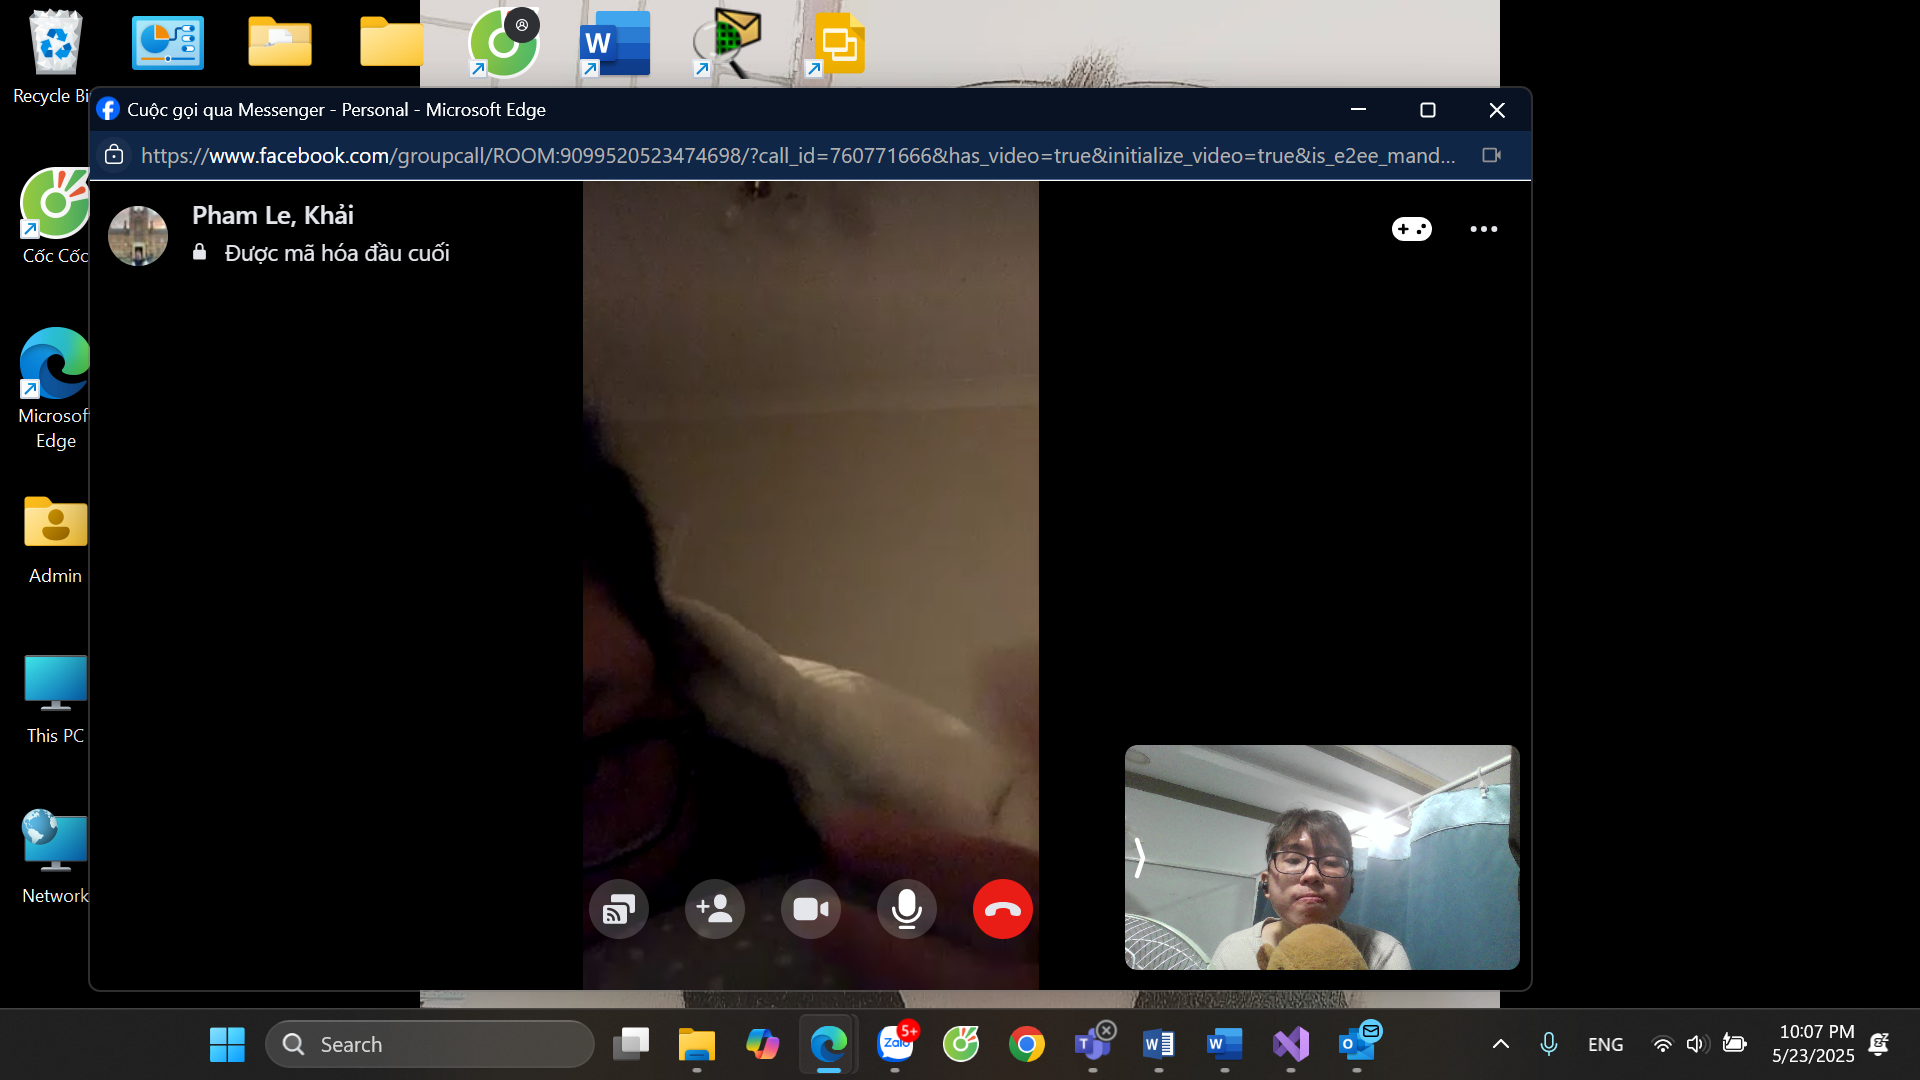 Recycle Bi
Cốc Cốc
Microsof
Edge
Admin
This PC
Network
W
Cuộc gọi qua Messenger - Personal - Microsoft Edge
https://www.facebook.com/groupcall/ROOM:9099520523474698/?call_id=760771666&has_video=true&initialize_video=true&is_e2ee_mand...
Pham Le, Khải
Được mã hóa đầu cuối
Search
Zalo
5+
T
W
W
O
ENG
10:07 PM
5/23/2025